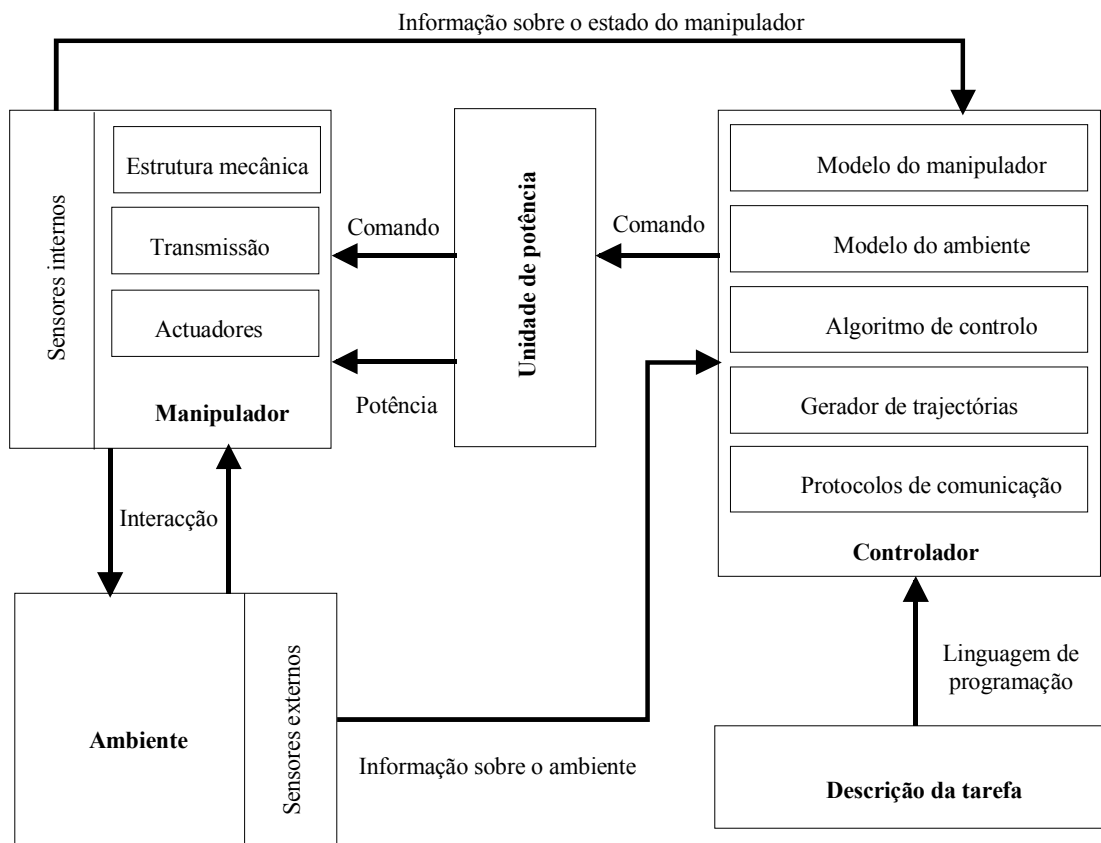 Informação sobre o estado do manipulador
Sensores internos
Estrutura mecânica
Transmissão
Actuadores
Manipulador
Comando
Potência
Unidade de potência
Comando
Modelo do manipulador
Modelo do ambiente
Algoritmo de controlo
Gerador de trajectórias
Protocolos de comunicação
Controlador
Interacção
Ambiente
Sensores externos
Informação sobre o ambiente
Linguagem de
programação
Descrição da tarefa